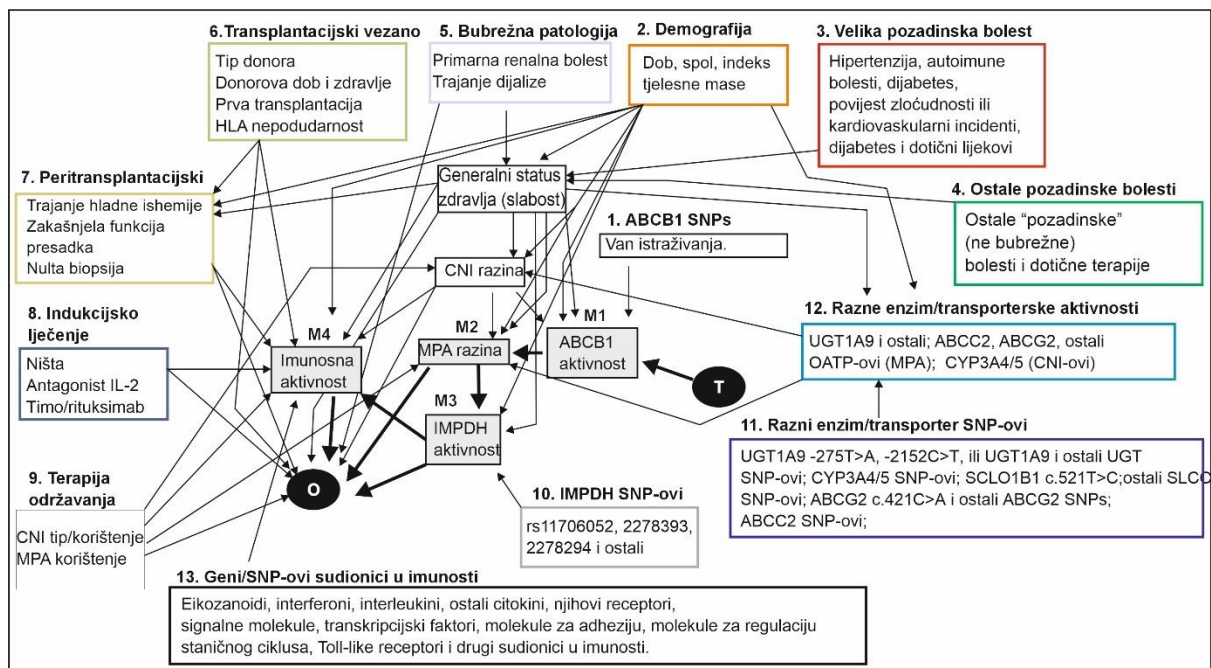 6.Transplantacijski vezano
Tip donora
Donorova dob i zdravlje
Prva transplantacija
HLA nepodudarnost
5. Bubrežna patologija
Primarna renalna bolest
Trajanje dijalize
2. Demografija
Dob, spol, indeks
tjelesne mase
3. Velika pozadinska bolest
Hipertenzija, autoimune
bolesti, dijabetes,
povijest zloćudnosti ili
kardiovaskularni incidenti,
dijabetes i dotični lijekovi
7. Peritransplantacijski
Trajanje hladne ishemije
Zakašnjela funkcija
presadka
Nulta biopsija
Generalni status
zdravlja (slabost)
1. ABCB1 SNPs
Van istraživanja.
4. Ostale pozadinske bolesti
Ostale “pozadinske”
(ne bubrežne)
bolesti i dotične terapije
CNI razina
8. Indukcijsko
lječenje
Ništa
Antagonist IL-2
Timo/rituksimab
M4
Imunosna
aktivnost
M2
MPA razina
M1
ABCB1
aktivnost
T
12. Razne enzim/transporterske aktivnosti
UGT1A9 i ostali; ABCC2, ABCG2, ostali
OATP-ovi (MPA); CYP3A4/5 (CNI-ovi)
M3
IMPDH
aktivnost
O
11. Razni enzim/transporter SNP-ovi
UGT1A9 -275T>A, -2152C>T, ili UGT1A9 i ostali UGT
SNP-ovi; CYP3A4/5 SNP-ovi; SCLO1B1 c.521T>C;ostali SLCO
SNP-ovi; ABCG2 c.421C>A i ostali ABCG2 SNPs;
ABCC2 SNP-ovi;
9. Terapija
održavanja
CNI tip/korištenje
MPA korištenje
10. IMPDH SNP-ovi
rs11706052, 2278393,
2278294 i ostali
13. Geni/SNP-ovi sudionici u imunosti
Eikozanoidi, interferoni, interleukini, ostali citokini, njihovi receptori,
signalne molekule, transkripcijski faktori, molekule za adheziju, molekule za regulaciju
staničnog ciklusa, Toll-like receptori i drugi sudionici u imunosti.